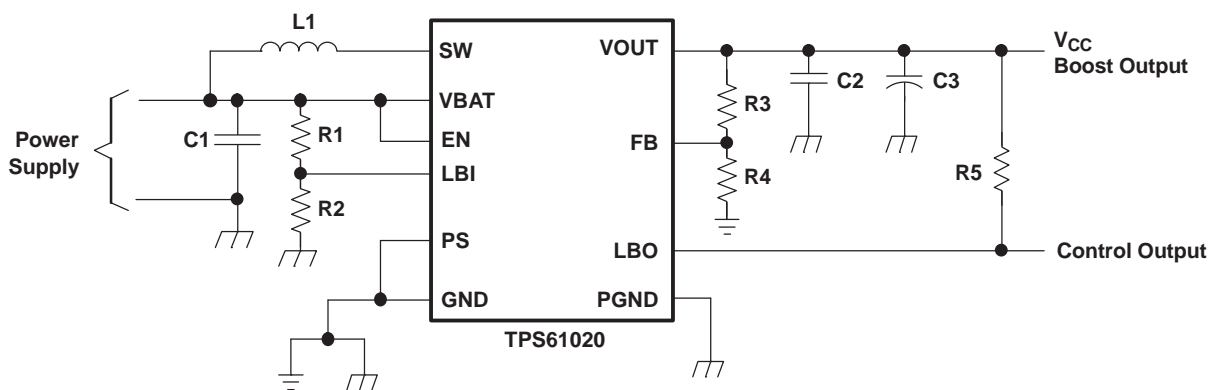 L1
SW
VOUT
VCC
Boost Output
VBAT
C2
C3
R3
Power
Supply
C1
R1
EN
FB
LBI
R4
R5
R2
PS
LBO
Control Output
GND
PGND
TPS61020